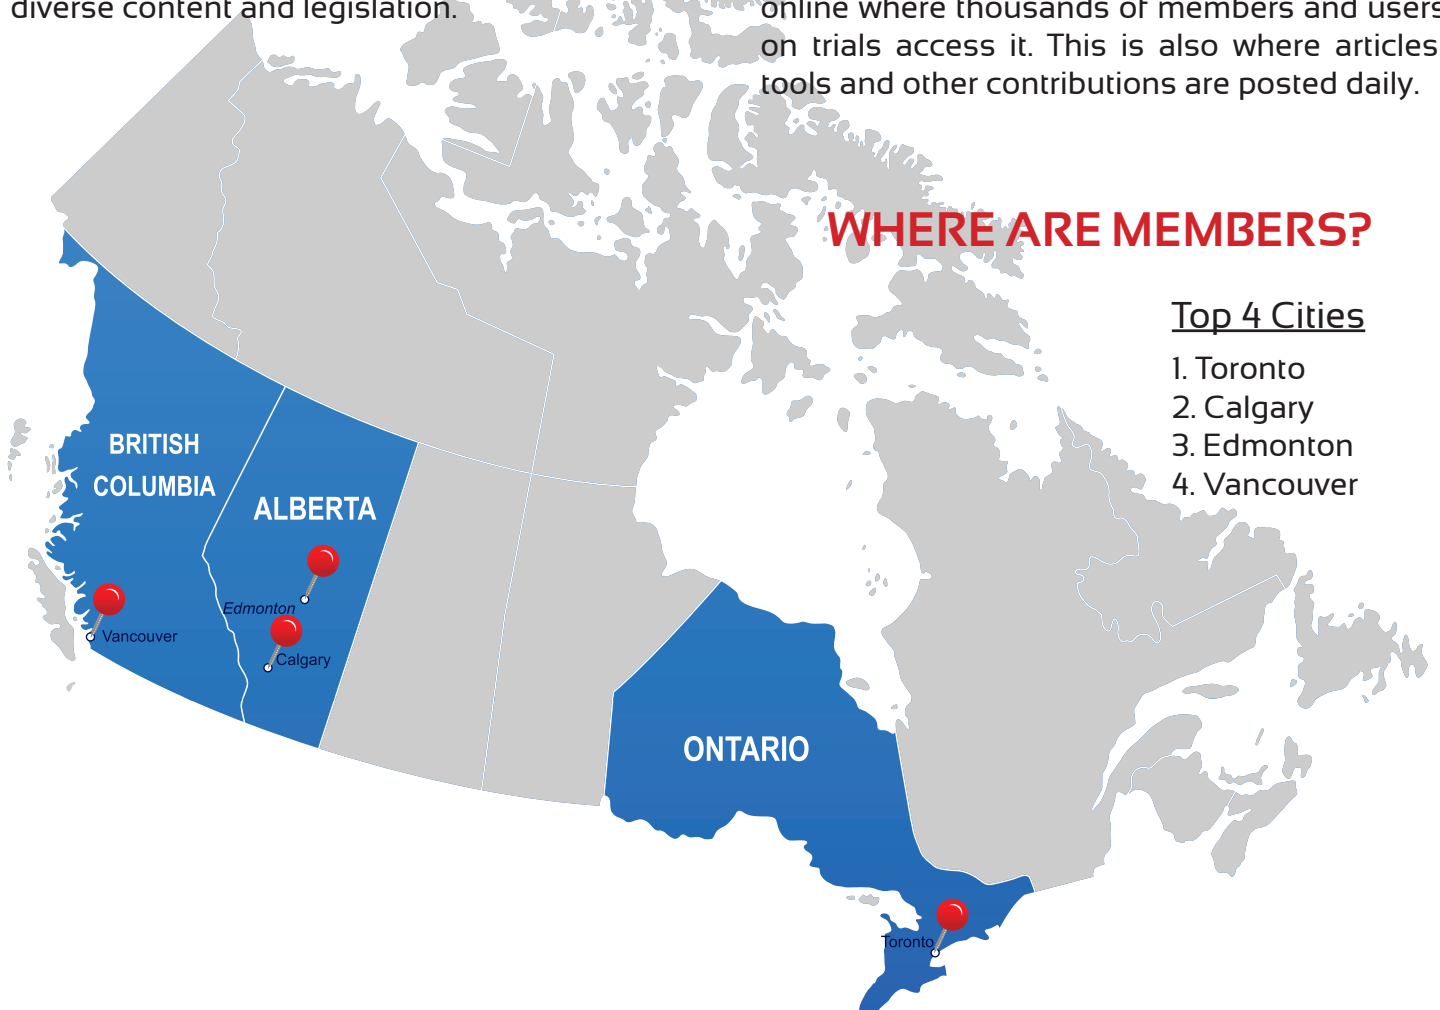 diverse content and legislation.
online where thousands of members and users
on trials access it. This is also where articles
tools and other contributions are posted daily.
WHERE ARE MEMBERS?
Top 4 Cities
1. Toronto
2. Calgary
3. Edmonton
4. Vancouver
BRITISH
COLUMBIA
ALBERTA
Edmonton
Vancouver
Calgary
ONTARIO
Toronto